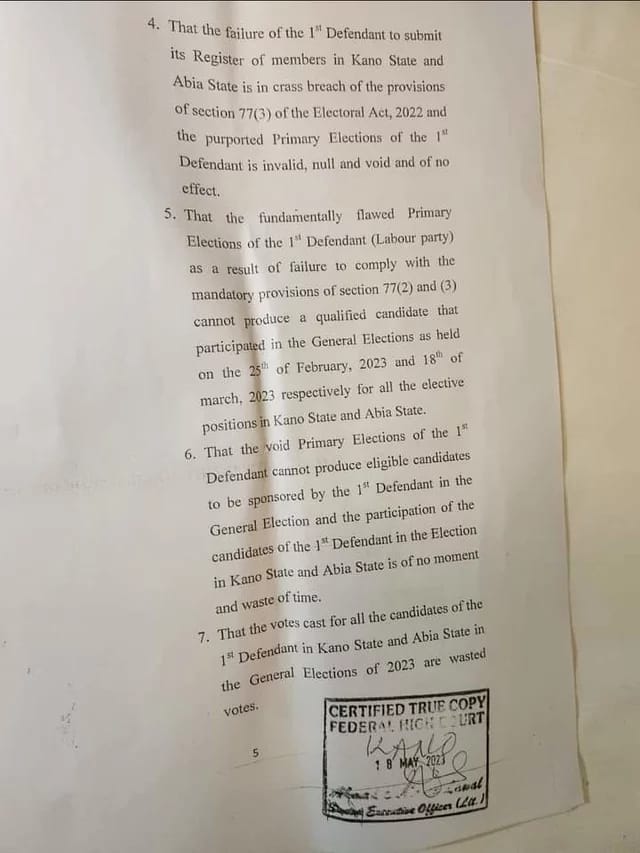 4. That the failure of the 1st Defendant to submit
its Register of members in Kano State and
Abia State is in crass breach of the provisions
of section 77(3) of the Electoral Act, 2022 and
the purported Primary Elections of the 1st
Defendant is invalid, null and void and of no
effect.
5. That the fundamentally flawed Primary
Elections of the 1st Defendant (Labour party)
as a result of failure to comply with the
mandatory provisions of section 77(2) and (3)
cannot produce a qualified candidate that
participated in the General Elections as held
on the 25th of February, 2023 and 18th of
march, 2023 respectively for all the elective
positions in Kano State and Abia State.
6. That the void Primary Elections of the 1st
Defendant cannot produce eligible candidates
to be sponsored by the 1st Defendant in the
General Election and the participation of the
candidates of the 1st Defendant in the Election
in Kano State and Abia State is of no moment
and waste of time.
7. That the votes cast for all the candidates of the
1st Defendant in Kano State and Abia State in
the General Elections of 2023 are wasted
votes.
5
CERTIFIED TRUE COPY
FEDERAL HIGH COURT
KANO
18 MAY 2023
Lawal
Executive Officer (Lit.)